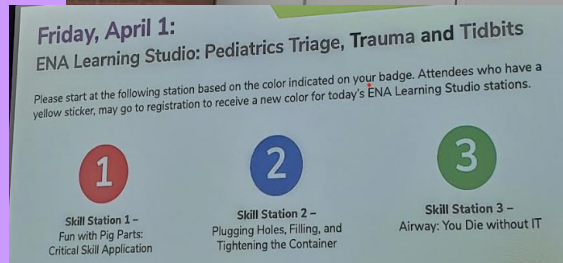 Friday, April 1:
ENA Learning Studio: Pediatrics Triage, Trauma and Tidbits
Please start at the following station based on the color indicated on your badge. Attendees who have a
yellow sticker, may go to registration to receive a new color for today's ENA Learning Studio stations.
1
2
3
Skill Station 1 –
Fun with Pig Parts:
Critical Skill Application
Skill Station 2 –
Plugging Holes, Filling, and
Tightening the Container
Skill Station 3 –
Airway: You Die without IT